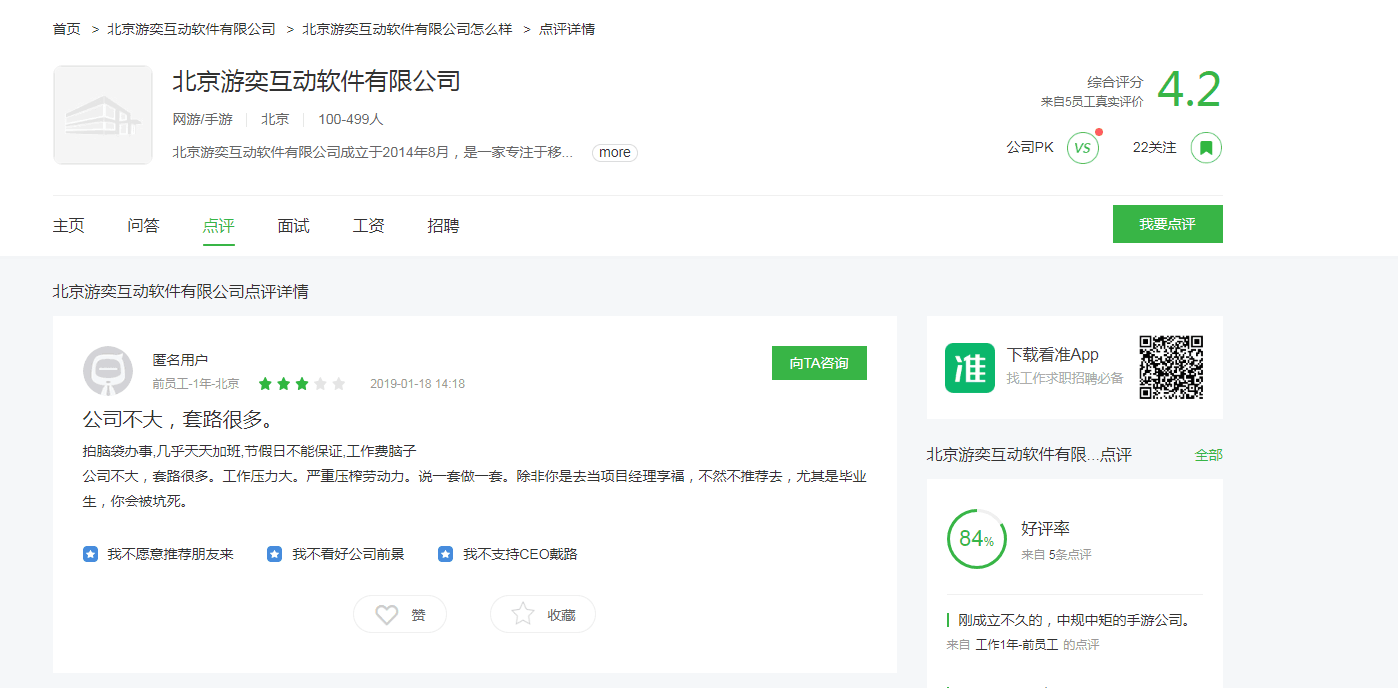 首页 > 北京游奕互动软件有限公司 > 北京游奕互动软件有限公司怎么样 > 点评详情
北京游奕互动软件有限公司
网游/手游 北京 100-499人
北京游奕互动软件有限公司成立于2014年8月，是一家专注于移... more
综合评分
来自5员工真实评价
4.2
公司PK VS 22关注
主页 问答 点评 面试 工资 招聘 我要点评
北京游奕互动软件有限公司点评详情
匿名用户
前员工-1年-北京 2019-01-18 14:18
向TA咨询
公司不大，套路很多。
拍脑袋办事,几乎天天加班,节假日不能保证,工作费脑子
公司不大，套路很多。工作压力大。严重压榨劳动力。说一套做一套。除非你是去当项目经理享福，不然不推荐去，尤其是毕业
生，你会被坑死。
我不愿意推荐朋友来 我不看好公司前景 我不支持CEO戴路
赞 收藏
准
下载看准App
找工作求职招聘必备
北京游奕互动软件有限...点评 全部
84%
好评率
来自 5条点评
刚成立不久的，中规中矩的手游公司。
来自 工作1年-前员工 的点评